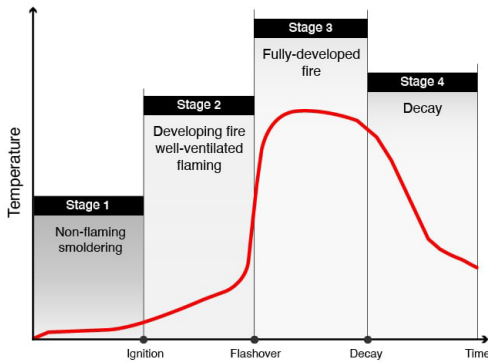 Temperature
Stage 1
Non-flaming
smoldering
Stage 2
Developing fire
well-ventilated
flaming
Stage 3
Fully-developed
fire
Stage 4
Decay
Ignition
Flashover
Decay
Time